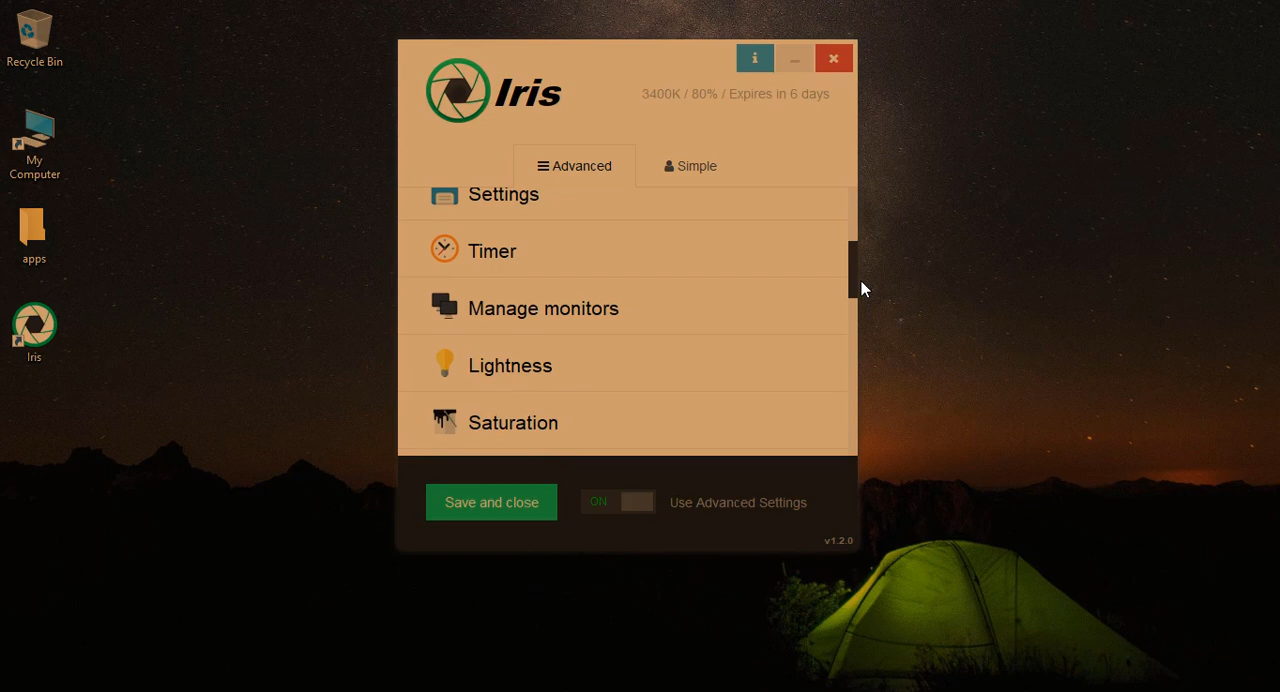 Recycle Bin
My
Computer
apps
Iris
Iris
3400K / 80% / Expires in 6 days
Advanced
Simple
Settings
Timer
Manage monitors
Lightness
Saturation
Save and close
ON
Use Advanced Settings
v1.2.0